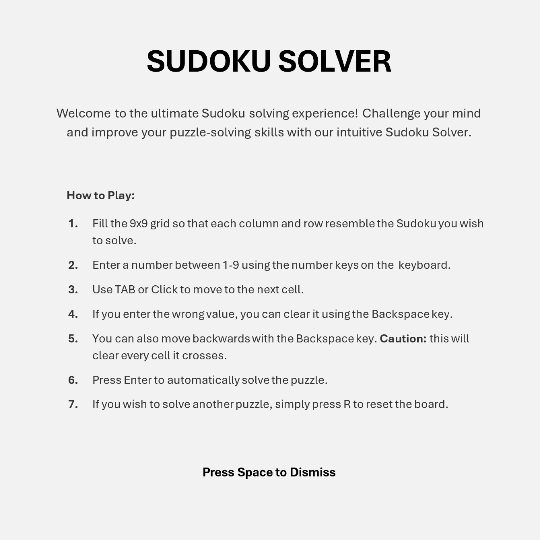 SUDOKU SOLVER
Welcome to the ultimate Sudoku solving experience! Challenge your mind
and improve your puzzle-solving skills with our intuitive Sudoku Solver.
How to Play:
1. Fill the 9x9 grid so that each column and row resemble the Sudoku you wish
to solve.
2. Enter a number between 1-9 using the number keys on the keyboard.
3. Use TAB or Click to move to the next cell.
4. If you enter the wrong value, you can clear it using the Backspace key.
5. You can also move backwards with the Backspace key. Caution: this will
clear every cell it crosses.
6. Press Enter to automatically solve the puzzle.
7. If you wish to solve another puzzle, simply press R to reset the board.
Press Space to Dismiss